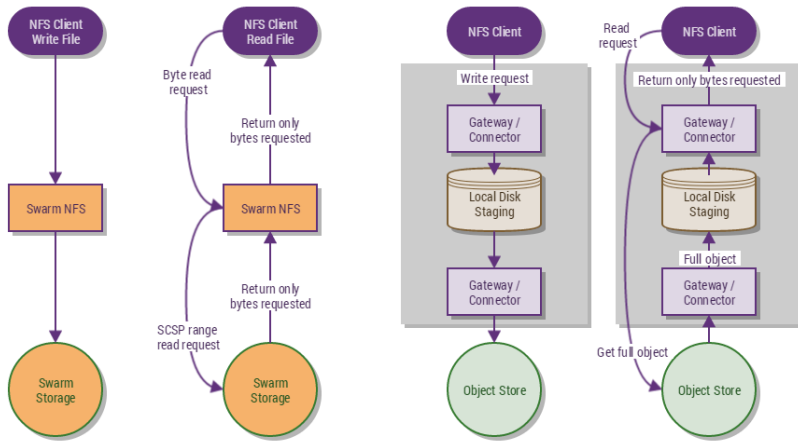 NFS Client
Write File
Swarm NFS
Swarm
Storage
NFS Client
Read File
Byte read
request
Return only
bytes requested
Swarm NFS
Return only
bytes requested
SCSP range
read request
Swarm
Storage
NFS Client
Write request
Gateway /
Connector
Local Disk
Staging
Gateway /
Connector
Object Store
NFS Client
Read
request
Return only bytes requested
Gateway /
Connector
Local Disk
Staging
Full object
Gateway /
Connector
Get full object
Object Store